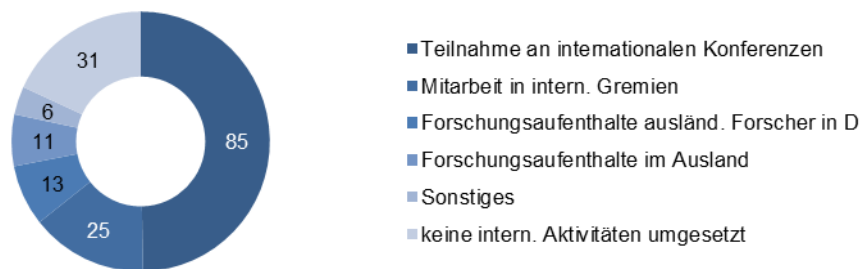 31
6
11
13
25
85
Teilnahme an internationalen Konferenzen
Mitarbeit in intern. Gremien
Forschungsaufenthalte ausländ. Forscher in D
Forschungsaufenthalte im Ausland
Sonstiges
keine intern. Aktivitäten umgesetzt